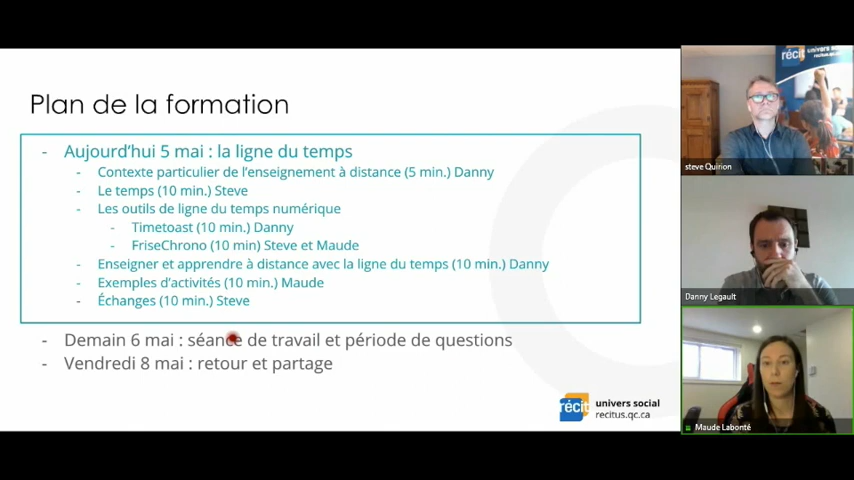 Plan de la formation
- Aujourd'hui 5 mai : la ligne du temps
- Contexte particulier de l'enseignement à distance (5 min.) Danny
- Le temps (10 min.) Steve
- Les outils de ligne du temps numérique
- Timetoast (10 min.) Danny
- FriseChrono (10 min) Steve et Maude
- Enseigner et apprendre à distance avec la ligne du temps (10 min.) Danny
- Exemples d'activités (10 min.) Maude
- Échanges (10 min.) Steve
- Demain 6 mai : séance de travail et période de questions
- Vendredi 8 mai : retour et partage
récit
univers social
recitus.qc.ca
récit univers social
steve Quirion
Danny Legault
Maude Labonté